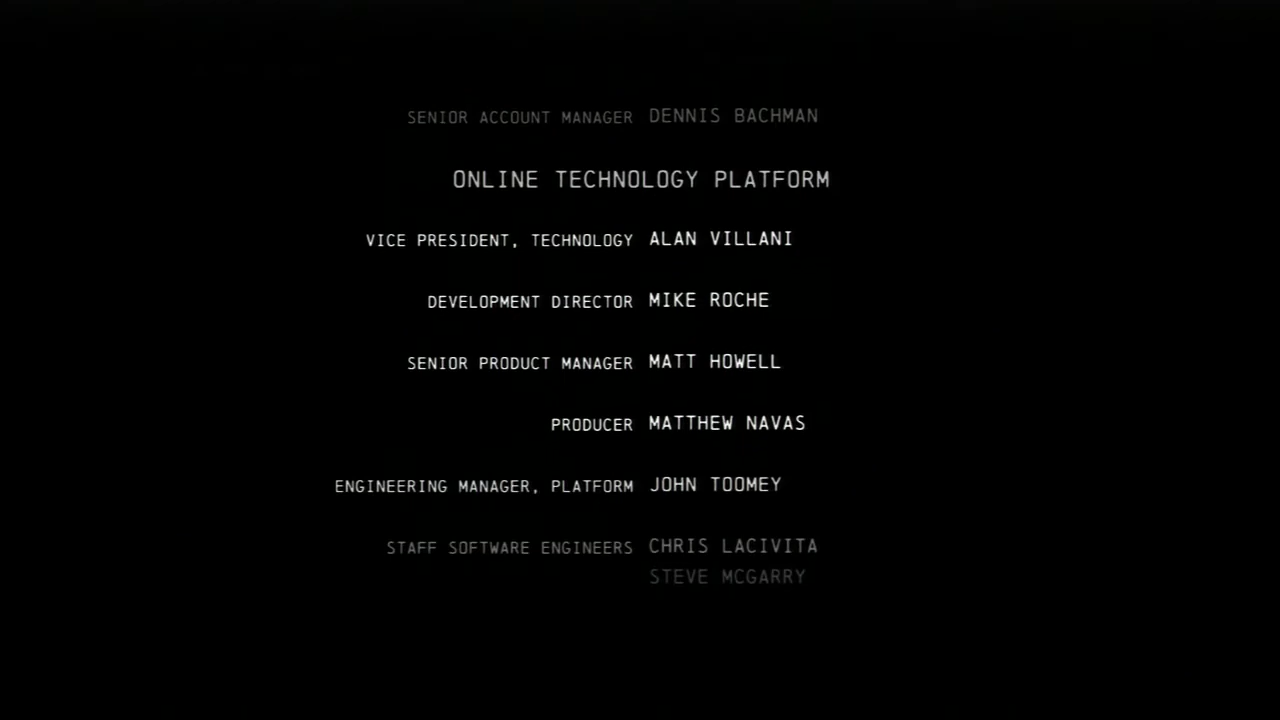 SENIOR ACCOUNT MANAGER DENNIS BACHMAN
ONLINE TECHNOLOGY PLATFORM
VICE PRESIDENT, TECHNOLOGY ALAN VILLANI
DEVELOPMENT DIRECTOR MIKE ROCHE
SENIOR PRODUCT MANAGER MATT HOWELL
PRODUCER MATTHEW NAVAS
ENGINEERING MANAGER, PLATFORM JOHN TOOMEY
STAFF SOFTWARE ENGINEERS CHRIS LACIVITA
STEVE MCGARRY